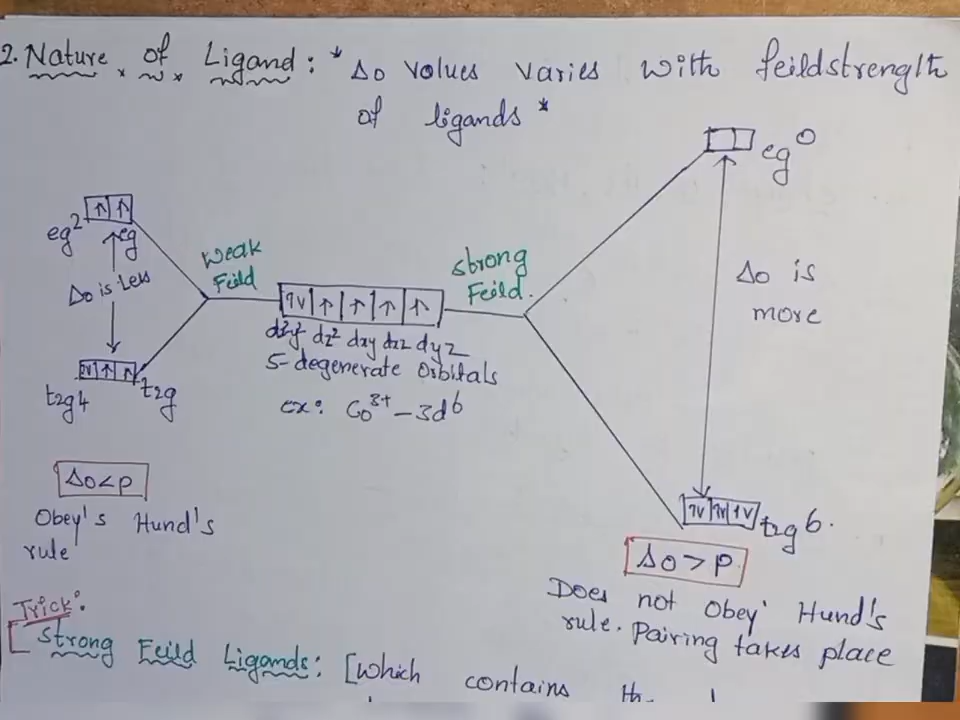 2. Nature of Ligand: * Δo values varies with feildstrength
of ligands *
eg⁰
eg²
eg
Δo is Less
weak
Feild
strong
Feild.
Δo is
more
dx²y² dz² dxy dxz dyz
5-degenerate Orbitals
ex: Co³⁺ - 3d⁶
t2g4
t2g
t2g6.
Δo < p
Obey's Hund's
rule
Δo > p.
Does not Obey' Hund's
rule. Pairing takes place
Trick:
[strong Feild Ligands: [which contains